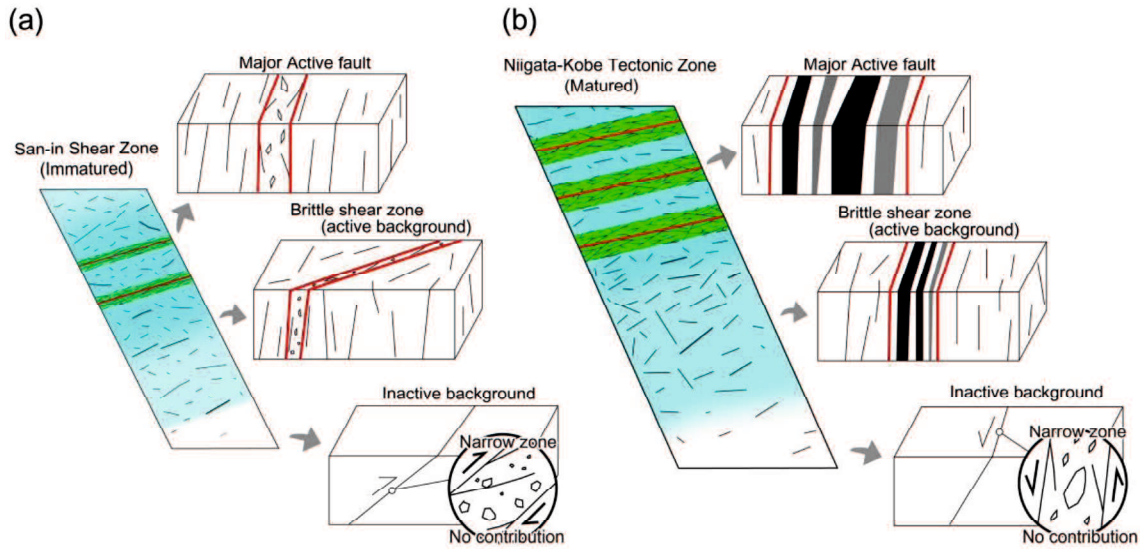 (a)
Major Active fault
San-in Shear Zone
(Immatured)
Brittle shear zone
(active background)
Inactive background
Narrow zone
No contribution
(b)
Niigata-Kobe Tectonic Zone
(Matured)
Major Active fault
Brittle shear zone
(active background)
Inactive background
Narrow zone
No contribution